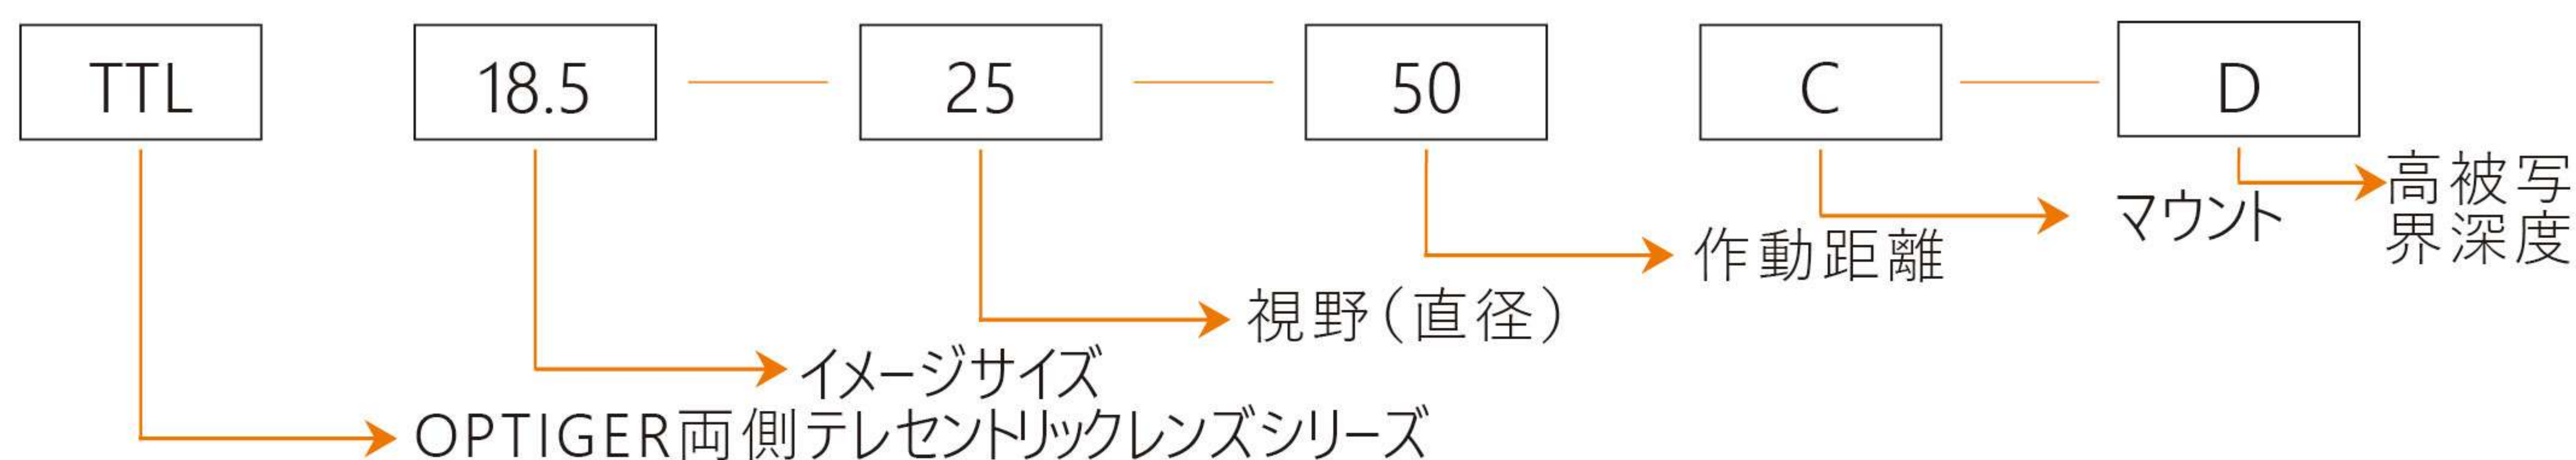 TTL 18.5 25 50 C D
高被写
界深度
マウント
作動距離
視野(直径)
イメージサイズ
OPTIGER両側テレセントリックレンズシリーズ